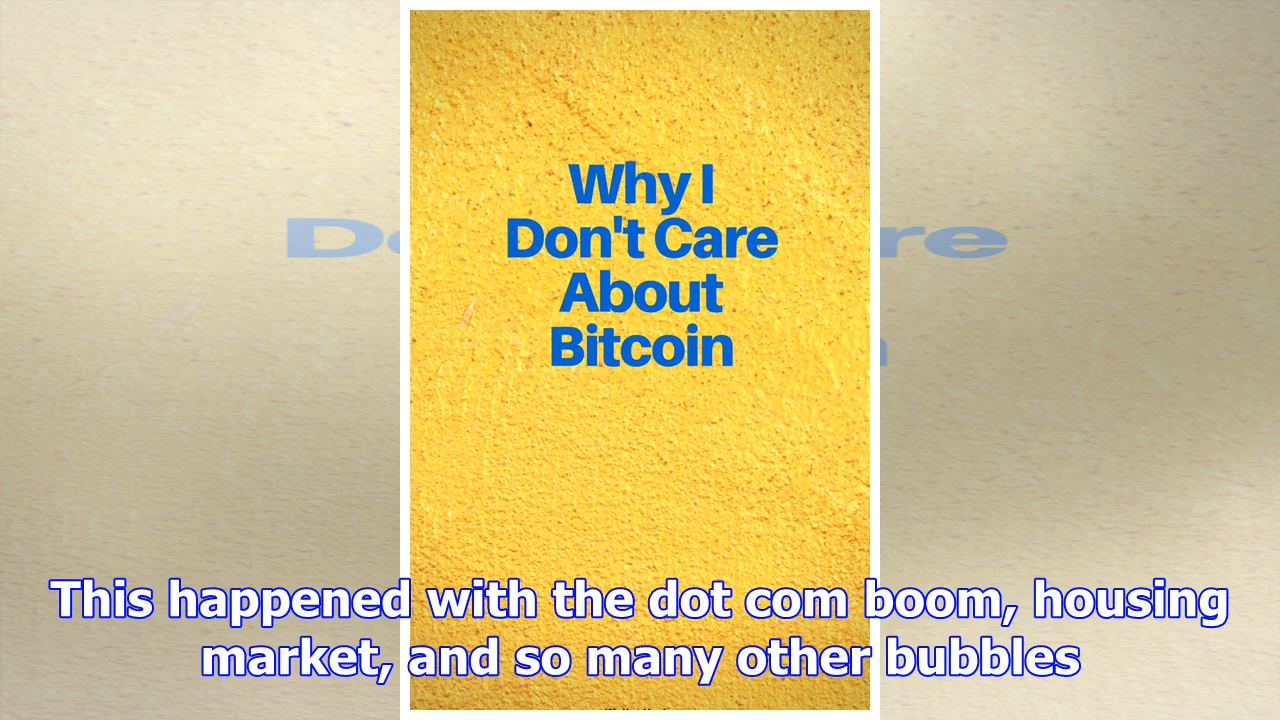 Why I
Don't Care
About
Bitcoin
This happened with the dot com boom, housing
market, and so many other bubbles